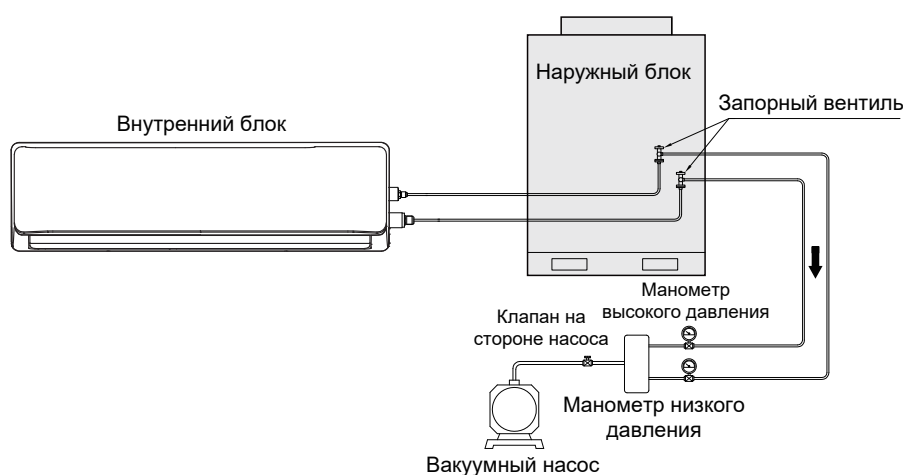 Наружный блок
Запорный вентиль
Внутренний блок
Манометр
высокого давления
Клапан на
стороне насоса
Манометр низкого
давления
Вакуумный насос